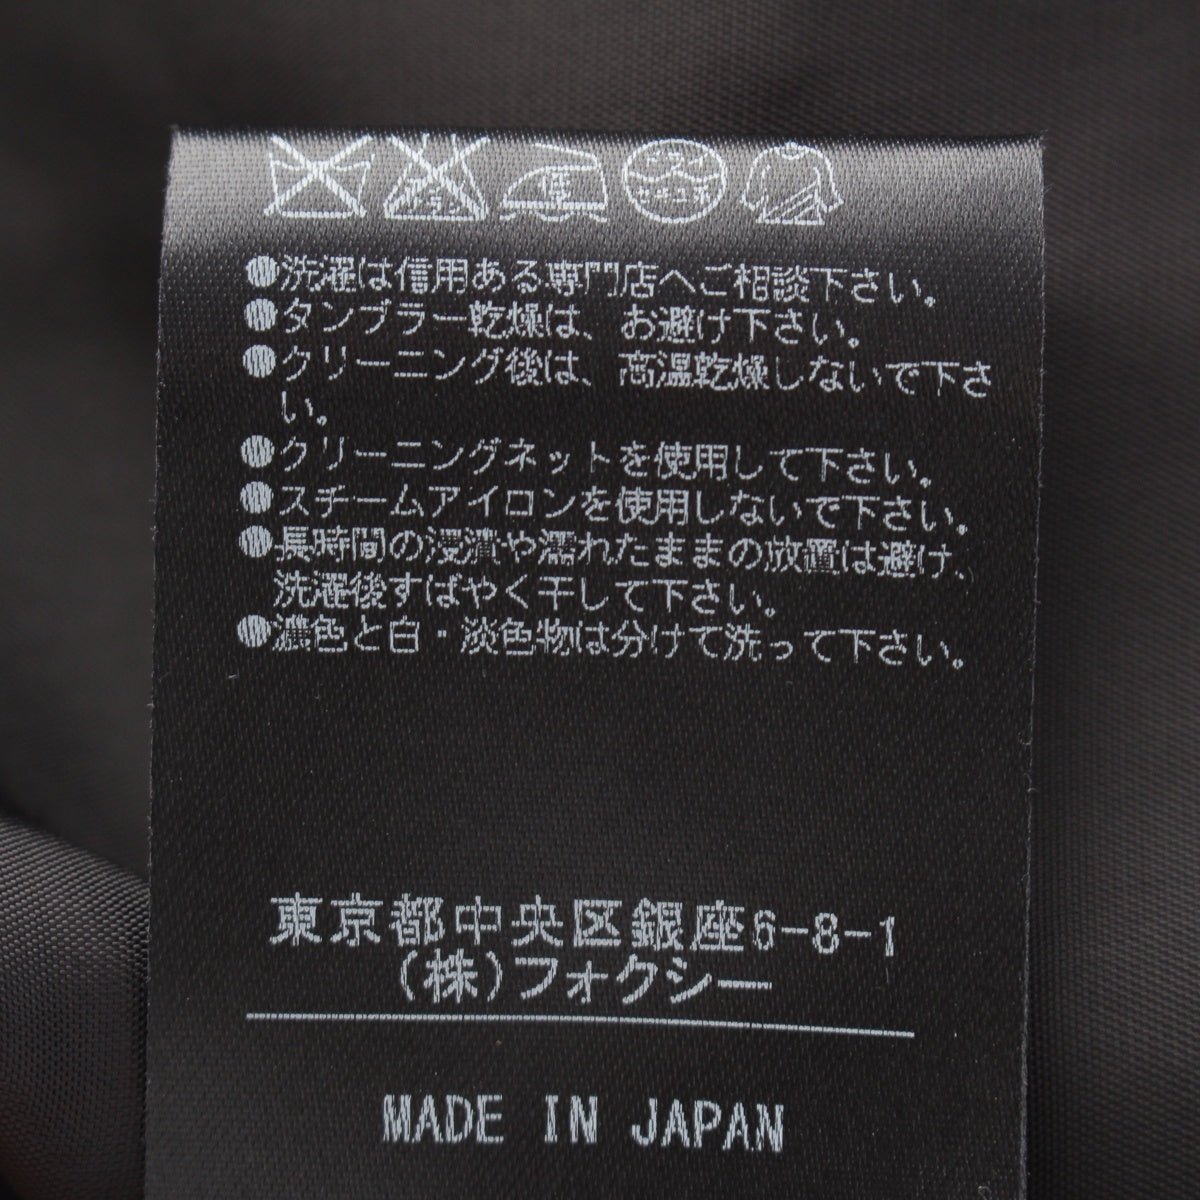 低
ドライ
●洗濯は信用ある専門店へご相談下さい。
●タンブラー乾燥は、お避け下さい。
●クリーニング後は、高温乾燥しないで下さ
い。
●クリーニングネットを使用して下さい。
●スチームアイロンを使用しないで下さい。
●長時間の浸漬や濡れたままの放置は避け、
洗濯後すばやく干して下さい。
●濃色と白・淡色物は分けて洗って下さい。
東京都中央区銀座6-8-1
(株)フォクシー
MADE IN JAPAN